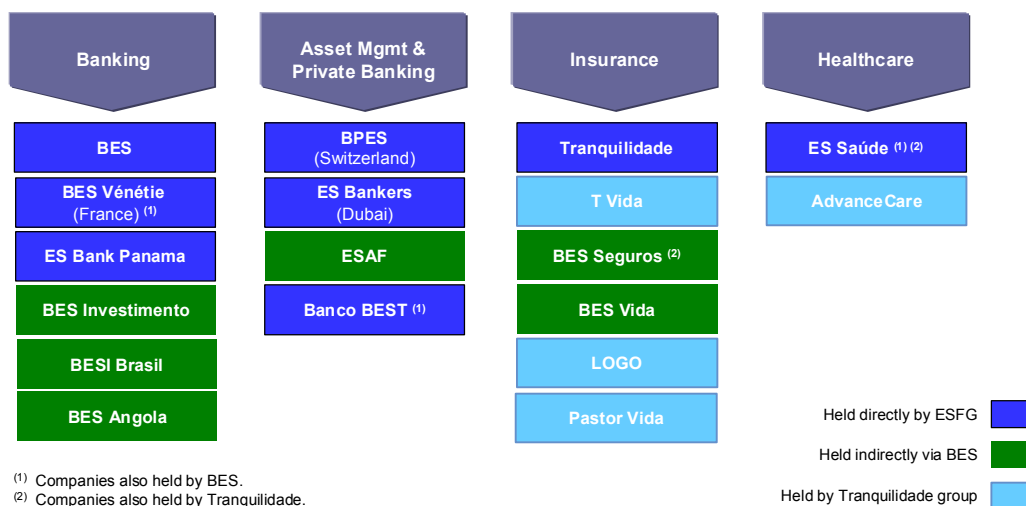 Banking
Asset Mgmt &
Private Banking
Insurance
Healthcare
BES
BES Vénétie
(France) (1)
ES Bank Panama
BES Investimento
BESI Brasil
BES Angola
BPES
(Switzerland)
ES Bankers
(Dubai)
ESAF
Banco BEST (1)
Tranquilidade
T Vida
BES Seguros (2)
BES Vida
LOGO
Pastor Vida
ES Saúde (1) (2)
AdvanceCare
Held directly by ESFG
Held indirectly via BES
Held by Tranquilidade group
(1) Companies also held by BES.
(2) Companies also held by Tranquilidade.